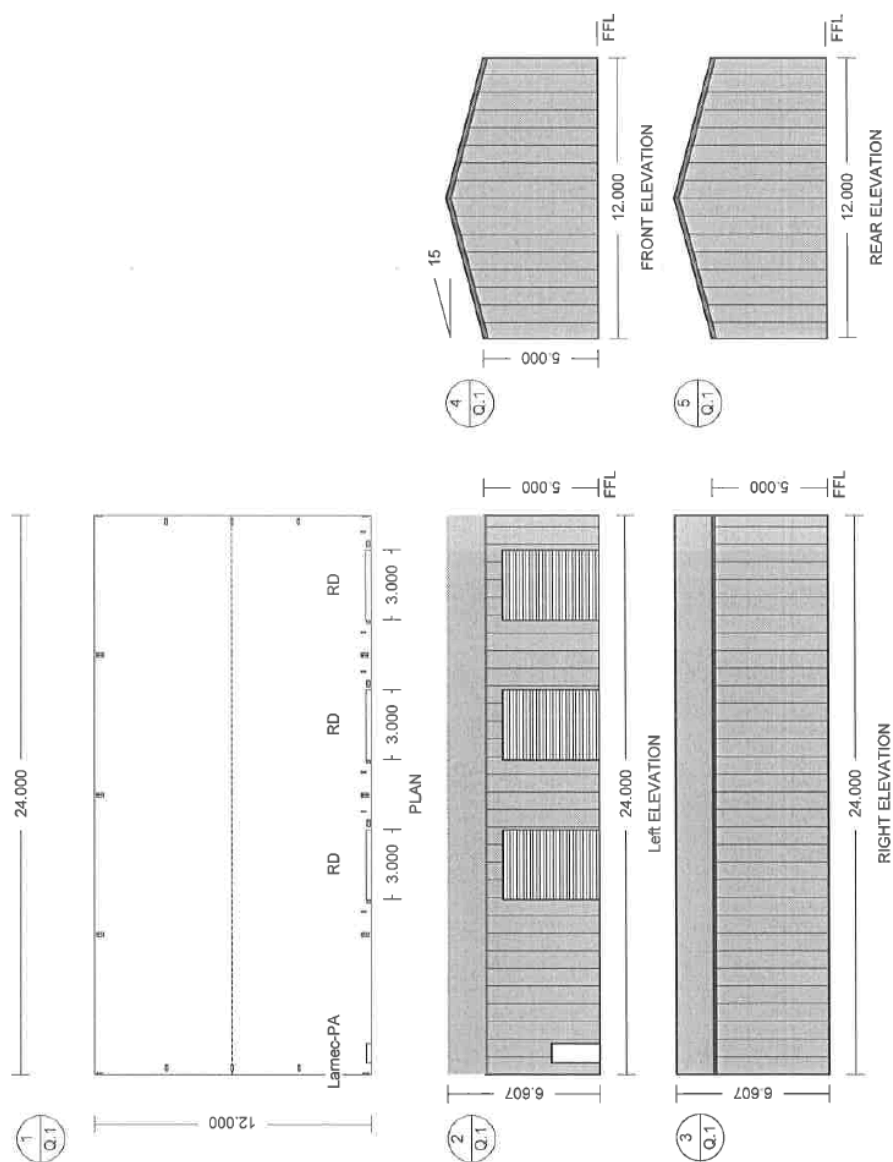 1
Q.1
24.000
12.000
Lamec-PA
RD
RD
RD
3.000
3.000
3.000
PLAN
2
Q.1
6.607
5.000
FFL
24.000
Left ELEVATION
3
Q.1
6.607
5.000
FFL
24.000
RIGHT ELEVATION
4
Q.1
15
5.000
FFL
12.000
FRONT ELEVATION
5
Q.1
FFL
12.000
REAR ELEVATION